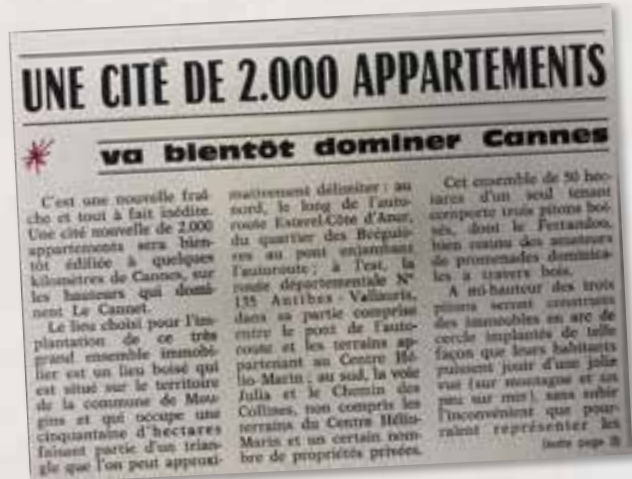 UNE CITÉ DE 2.000 APPARTEMENTS
va bientôt dominer Cannes
C'est une nouvelle fraî-
che et tout à fait inédite.
Une cité nouvelle de 2.000
appartements sera bien-
tôt édifiée à quelques
kilomètres de Cannes, sur
les hauteurs qui domi-
nent Le Cannet.
Le lieu choisi pour l'im-
plantation de ce très
grand ensemble immobi-
lier est un lieu boisé qui
est situé sur le territoire
de la commune de Mou-
gins et qui occupe une
cinquantaine d'hectares
faisant partie d'un trian-
gle que l'on peut approxi-
mativement délimiter : au
nord, le long de l'auto-
route Esterel-Côte d'Azur,
du quartier des Bréguiè-
res au pont enjambant
l'autoroute ; à l'est, la
route départementale N°
135 Antibes - Vallauris,
dans sa partie comprise
entre le pont de l'auto-
route et les terrains ap-
partenant au Centre Hé-
lio-Marin ; au sud, la voie
Julia et le Chemin des
Collines, non compris les
terrains du Centre Hélio-
Marin et un certain nom-
bre de propriétés privées.
Cet ensemble de 50 hec-
tares d'un seul tenant
comporte trois pitons boi-
sés, dont le
bien connu des amateurs
de promenades dominica-
les à travers bois.
A mi-hauteur des trois
pitons seront construits
des immeubles en arc de
cercle implantés de telle
façon que leurs habitants
puissent jouir d'une jolie
vue (sur montagne et un
peu sur mer), sans subir
l'inconvénient que pour-
raient représenter les